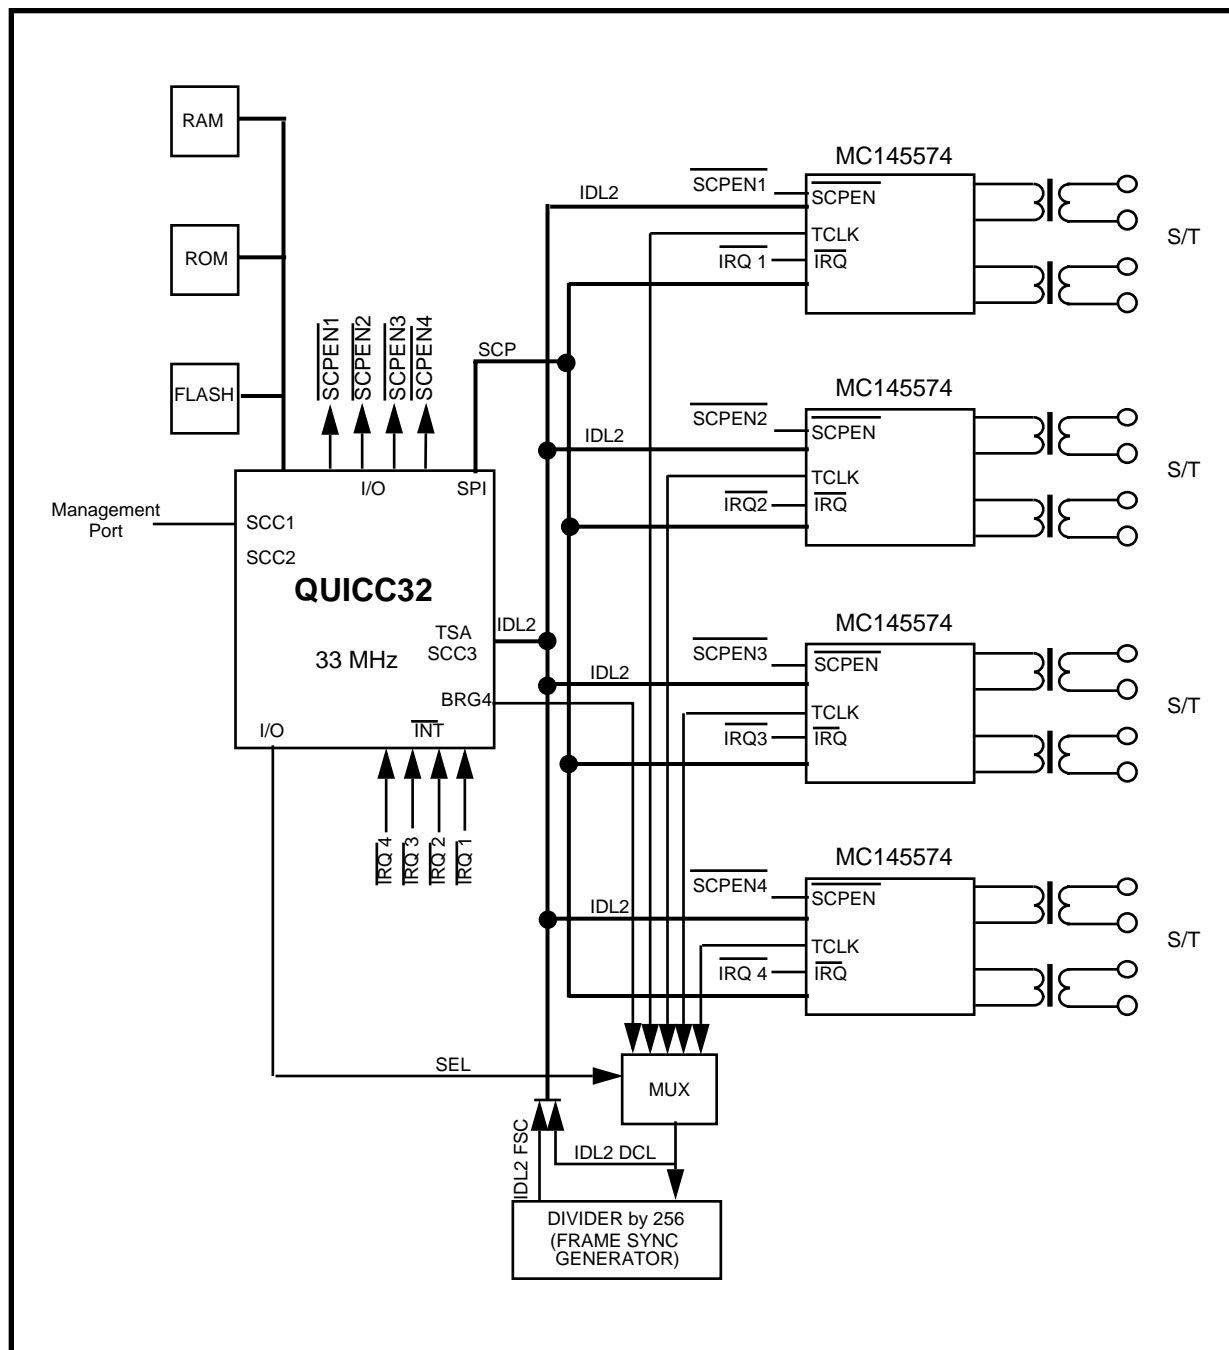 RAM
ROM
FLASH
SCPEN1
SCPEN2
SCPEN3
SCPEN4
SCP
I/O
SPI
Management
Port
SCC1
SCC2
QUICC32
33 MHz
TSA
SCC3
IDL2
BRG4
I/O
INT
IRQ 4
IRQ 3
IRQ 2
IRQ 1
MC145574
SCPEN1
SCPEN
IDL2
TCLK
IRQ 1
IRQ
S/T
MC145574
SCPEN2
SCPEN
IDL2
TCLK
IRQ2
IRQ
S/T
MC145574
SCPEN3
SCPEN
IDL2
TCLK
IRQ3
IRQ
S/T
MC145574
SCPEN4
SCPEN
IDL2
TCLK
IRQ 4
IRQ
S/T
SEL
MUX
IDL2 FSC
IDL2 DCL
DIVIDER by 256
(FRAME SYNC
GENERATOR)